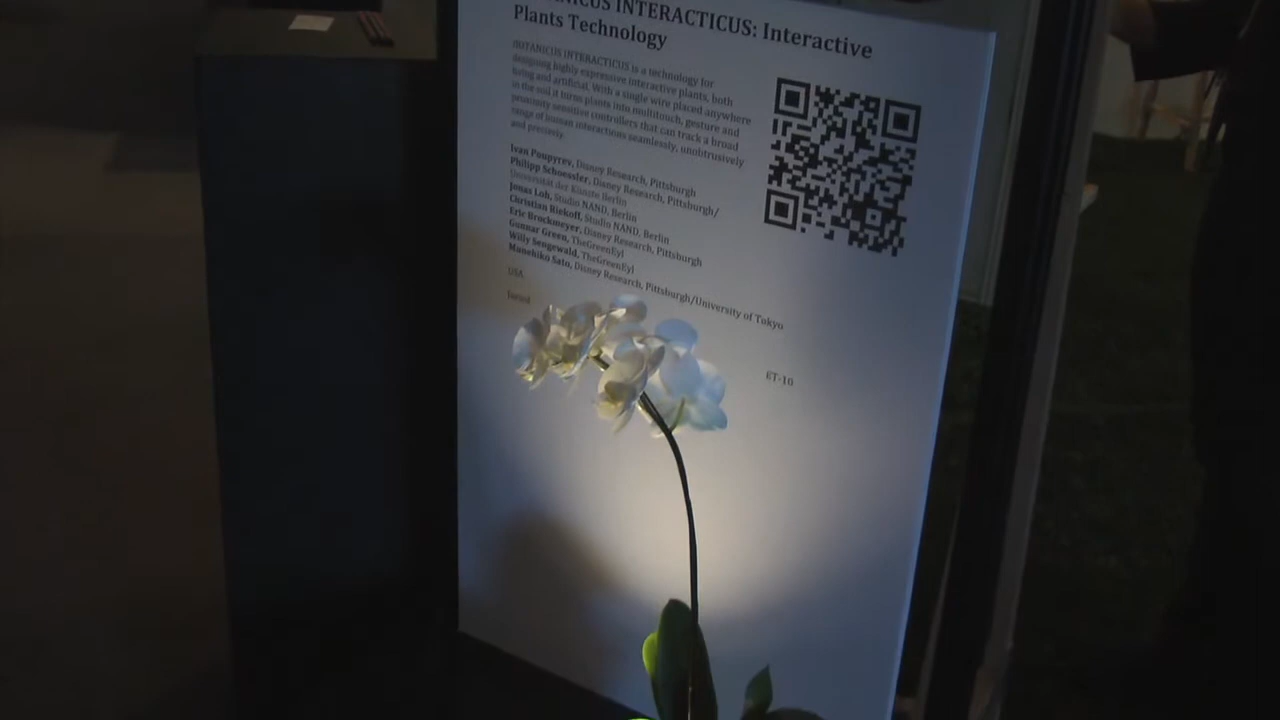 NICUS INTERACTICUS: Interactive
Plants Technology
BOTANICUS INTERACTICUS is a technology for
designing highly expressive interactive plants, both
living and artificial. With a single wire placed anywhere
in the soil it turns plants into multitouch, gesture and
proximity sensitive controllers that can track a broad
range of human interactions seamlessly, unobtrusively
and precisely.
Ivan Poupyrev, Disney Research, Pittsburgh
Philipp Schoessler, Disney Research, Pittsburgh/
Universität der Künste Berlin
Jonas Loh, Studio NAND, Berlin
Christian Riekoff, Studio NAND, Berlin
Eric Brockmeyer, Disney Research, Pittsburgh
Gunnar Green, TheGreenEyl
Willy Sengewald, TheGreenEyl
Munehiko Sato, Disney Research, Pittsburgh/University of Tokyo
USA
ET-10